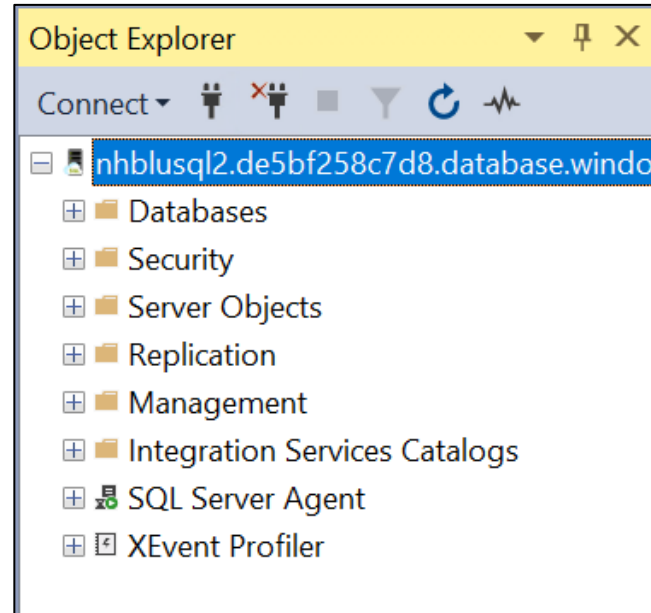 Object Explorer
Connect
nhblusql2.de5bf258c7d8.database.windo
Databases
Security
Server Objects
Replication
Management
Integration Services Catalogs
SQL Server Agent
XEvent Profiler